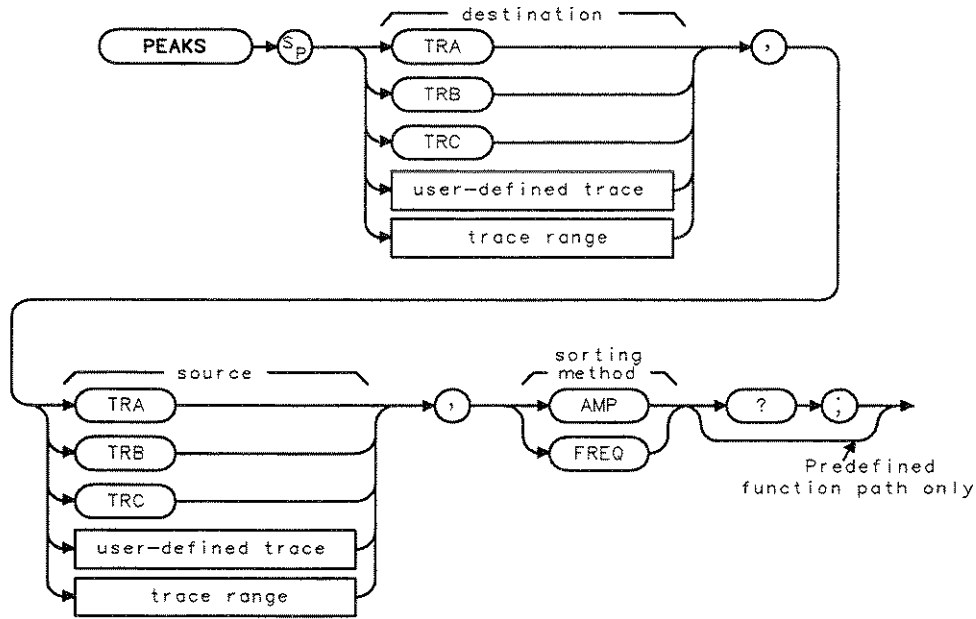 destination
PEAKS
SP
TRA
,
TRB
TRC
user-defined trace
trace range
source
sorting
method
TRA
,
AMP
?
;
TRB
FREQ
TRC
Predefined
function path only
user-defined trace
trace range